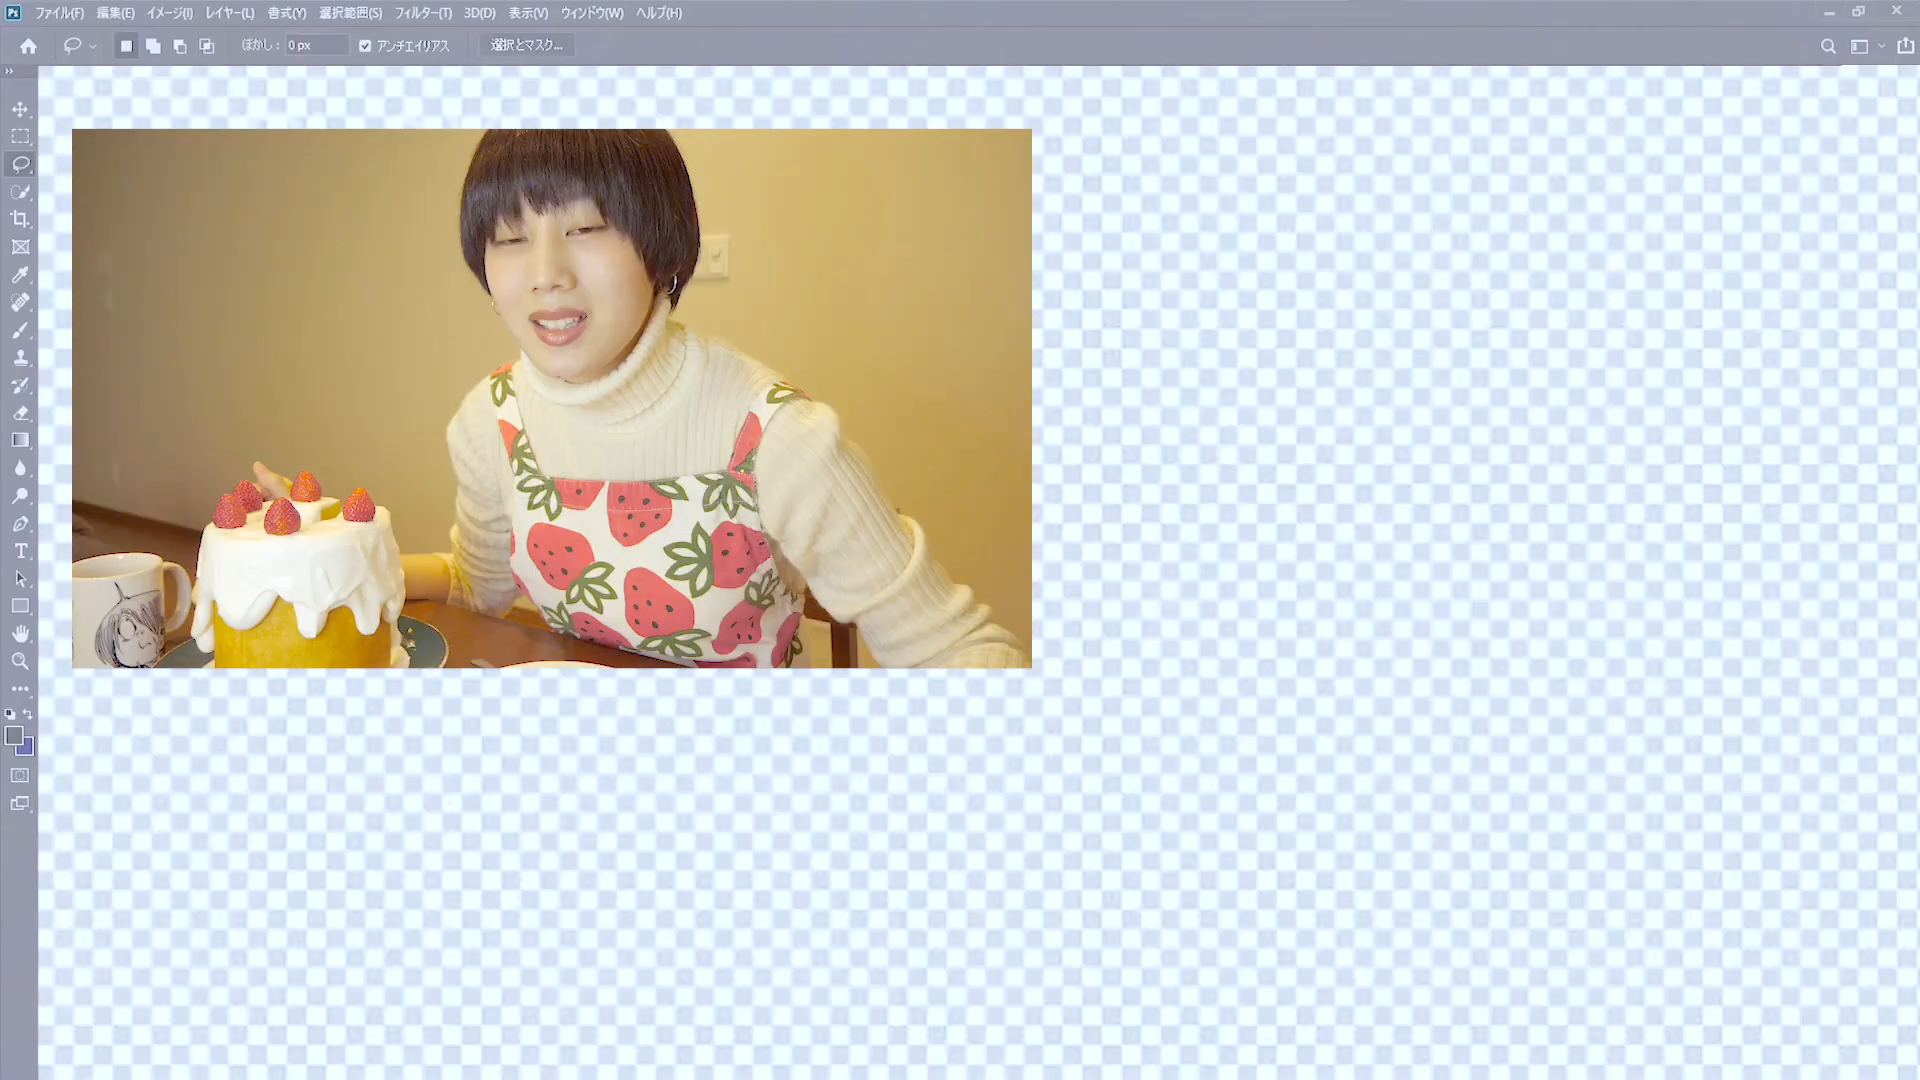 Ps ファイル(F) 編集(E) イメージ(I) レイヤー(L) 書式(Y) 選択範囲(S) フィルター(T) 3D(D) 表示(V) ウィンドウ(W) ヘルプ(H)
ぼかし : 0 px アンチエイリアス 選択とマスク...